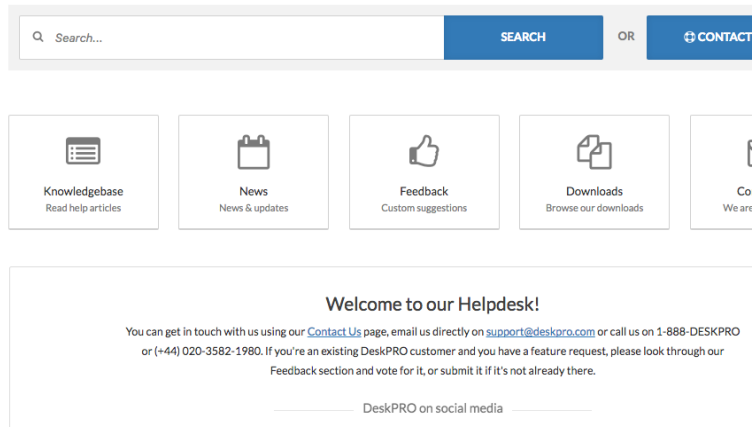 Search...
SEARCH
OR
CONTACT
Knowledgebase
Read help articles
News
News & updates
Feedback
Custom suggestions
Downloads
Browse our downloads
Co
We are
Welcome to our Helpdesk!
You can get in touch with us using our Contact Us page, email us directly on support@deskpro.com or call us on 1-888-DESKPRO
or (+44) 020-3582-1980. If you're an existing DeskPRO customer and you have a feature request, please look through our
Feedback section and vote for it, or submit it if it's not already there.
DeskPRO on social media